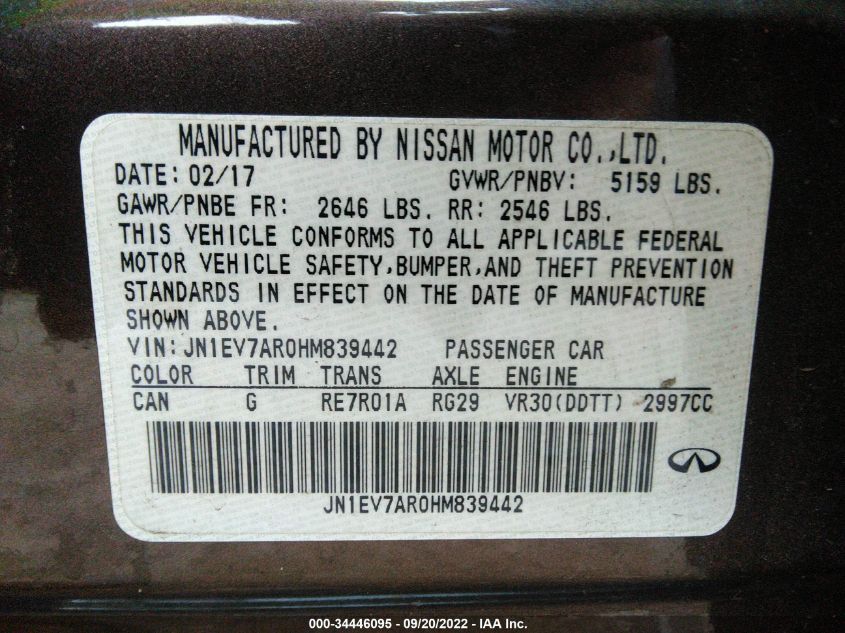 MANUFACTURED BY NISSAN MOTOR CO.,LTD.
DATE: 02/17 GVWR/PNBV: 5159 LBS.
GAWR/PNBE FR: 2646 LBS. RR: 2546 LBS.
THIS VEHICLE CONFORMS TO ALL APPLICABLE FEDERAL
MOTOR VEHICLE SAFETY,BUMPER,AND THEFT PREVENTION
STANDARDS IN EFFECT ON THE DATE OF MANUFACTURE
SHOWN ABOVE.
VIN:JN1EV7AR0HM839442 PASSENGER CAR
COLOR TRIM TRANS AXLE ENGINE
CAN G RE7R01A RG29 VR30(DDTT) 2997CC
JN1EV7AR0HM839442
000-34446095 - 09/20/2022 - IAA Inc.